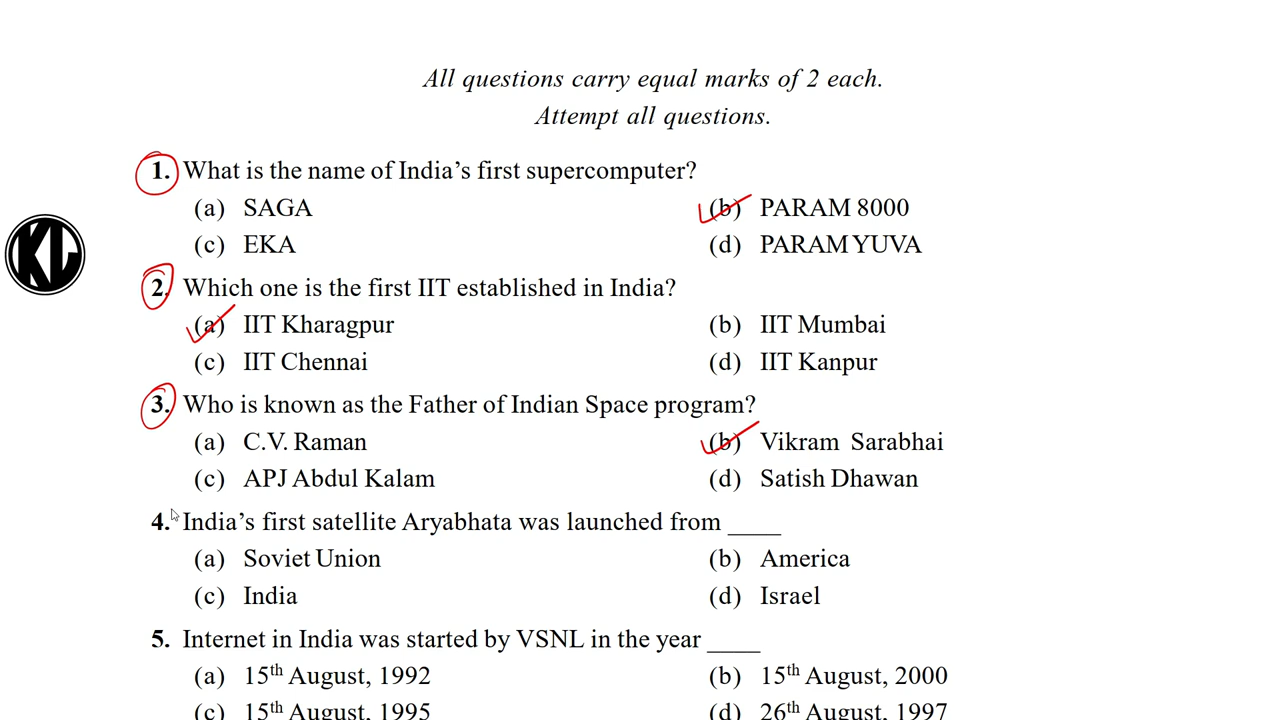 All questions carry equal marks of 2 each.
Attempt all questions.
1. What is the name of India's first supercomputer?
(a) SAGA (b) PARAM 8000
(c) EKA (d) PARAM YUVA
KL
2. Which one is the first IIT established in India?
(a) IIT Kharagpur (b) IIT Mumbai
(c) IIT Chennai (d) IIT Kanpur
3. Who is known as the Father of Indian Space program?
(a) C.V. Raman (b) Vikram Sarabhai
(c) APJ Abdul Kalam (d) Satish Dhawan
4. India's first satellite Aryabhata was launched from ____
(a) Soviet Union (b) America
(c) India (d) Israel
5. Internet in India was started by VSNL in the year ____
(a) 15th August, 1992 (b) 15th August, 2000
(c) 15th August, 1995 (d) 26th August, 1997